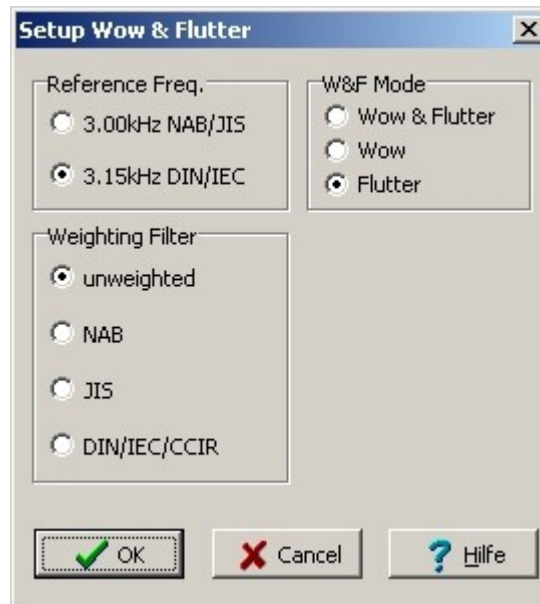 Setup Wow & Flutter
Reference Freq.
3.00kHz NAB/JIS
3.15kHz DIN/IEC
W&F Mode
Wow & Flutter
Wow
Flutter
Weighting Filter
unweighted
NAB
JIS
DIN/IEC/CCIR
OK
Cancel
Hilfe